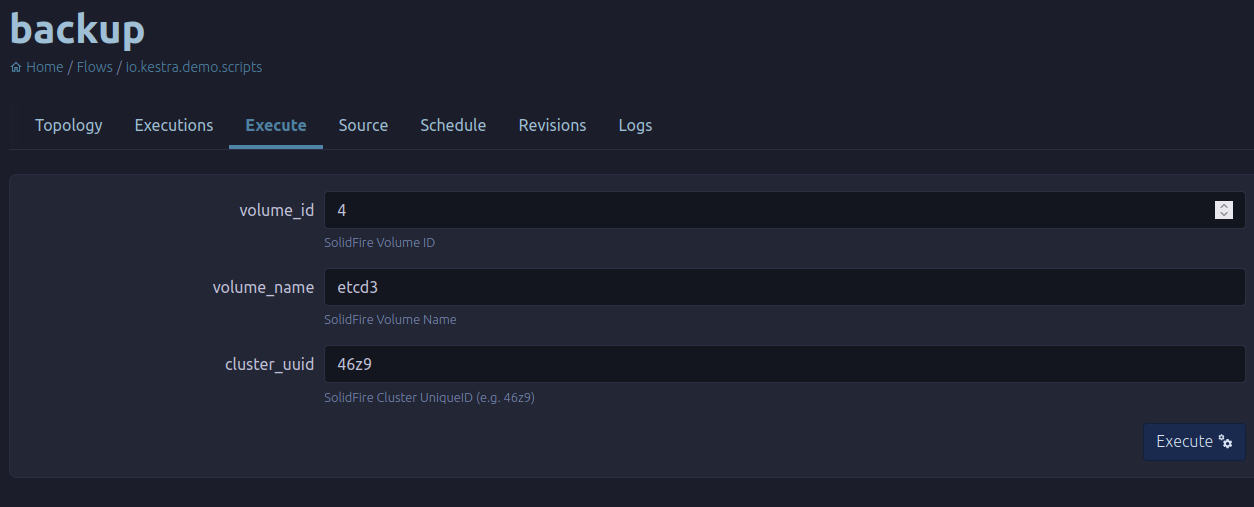 backup
Home / Flows / io.kestra.demo.scripts
Topology Executions Execute Source Schedule Revisions Logs
volume_id 4
SolidFire Volume ID
volume_name etcd3
SolidFire Volume Name
cluster_uuid 46z9
SolidFire Cluster UniqueID (e.g. 46z9)
Execute